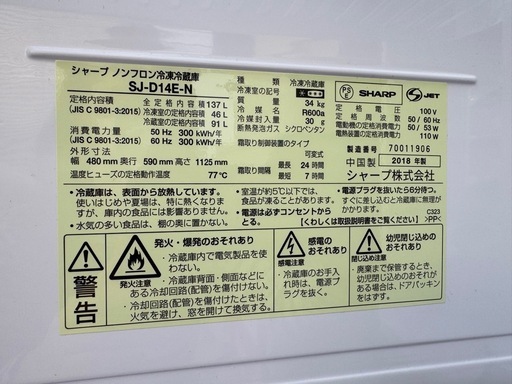 シャープ ノンフロン冷凍冷蔵庫
SJ-D14E-N
定格内容積
(JIS C 9801-3:2015)
全定格内容積 137 L
冷凍室の定格内容積 46 L
冷蔵室の定格内容積 91 L
消費電力量
(JIS C 9801-3:2015)
50 Hz 300 kWh/年
60 Hz 300 kWh/年
外形寸法
幅 480 mm 奥行 590 mm 高さ 1125 mm
温度ヒューズの定格動作温度 77℃
種類 冷凍冷蔵庫
冷凍室の記号
質量 34 kg
冷媒名 R600a
冷媒封入量 30 g
断熱発泡ガス シクロペンタン
霜取り制御装置のタイプ
可変式
霜取り間隔
最長 24 時間
最短 7 時間
PS
E
SHARP
S JET
定格電圧 100 V
定格周波数 50 / 60 Hz
電動機の定格消費電力 50 / 53 W
電熱装置の定格消費電力 110 W
製造番号 70011906
中国製 2018 年製
シャープ株式会社
C323
>PP<
・冷蔵庫は、表面から放熱しています。
使いはじめや夏場は、特に熱く感じ
ますが、庫内の食品には影響ありません。
・水気の多い食品は、棚の奥に置かない。
・室温が約5℃以下では、
食品が凍ることがあります。
・電源は必ずコンセントから
とる。
・電源プラグを抜いたら6分待つ。
すぐに差し込むと冷蔵庫に無理が
かかり、故障の原因になります。
【くわしくは取扱説明書をご覧ください】
警告
発火・爆発のおそれあり
発火注意
・冷蔵庫内で電気製品を使
わない。
・冷蔵庫背面・側面など
にある冷却回路(配管)を傷付けない。
・冷却回路(配管)を傷付けたときは、
火気を避け、窓を開けて換気する。
感電の
おそれあり
感電注意
・冷蔵庫のお手入
れ時は、電源プ
ラグを抜く。
幼児閉じ込めの
おそれあり
幼児閉じ込め注意
・廃棄まで保管するとき、
幼児が閉じ込められるおそれ
がある場合は、ドアパッキン
をはずす。